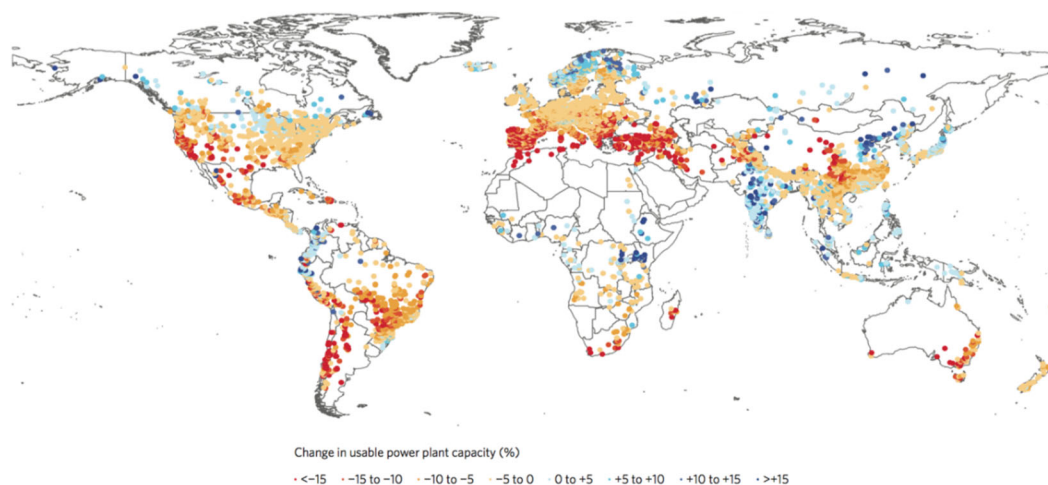 Change in usable power plant capacity (%)
<−15 −15 to −10 −10 to −5 −5 to 0 0 to +5 +5 to +10 +10 to +15 >+15